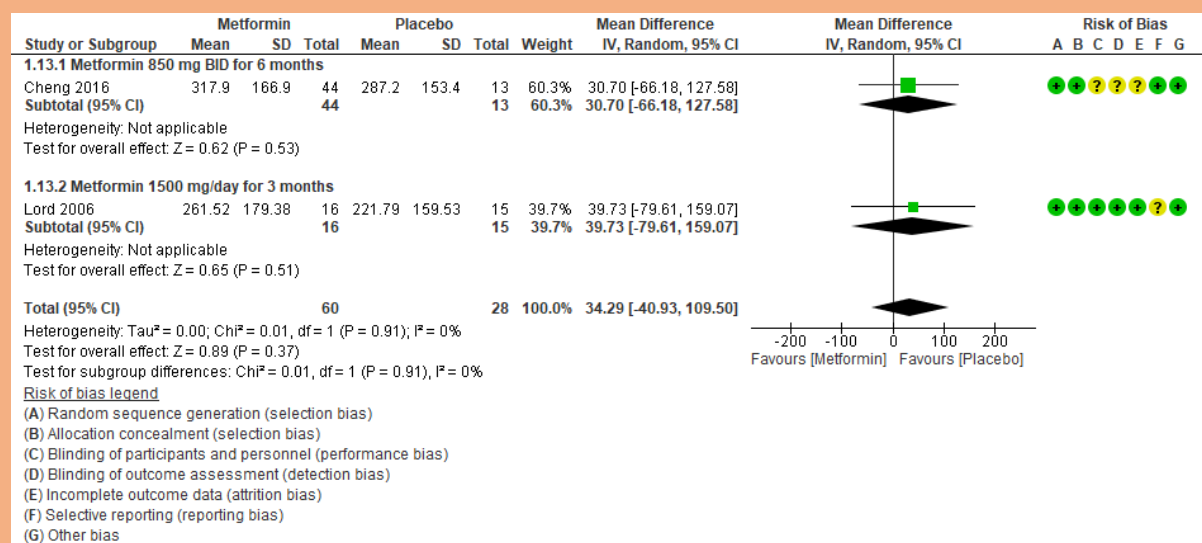 Metformin Placebo Mean Difference Mean Difference Risk of Bias
Study or Subgroup Mean SD Total Mean SD Total Weight IV, Random, 95% CI IV, Random, 95% CI A B C D E F G
1.13.1 Metformin 850 mg BID for 6 months
Cheng 2016 317.9 166.9 44 287.2 153.4 13 60.3% 30.70 [-66.18, 127.58] + + ? ? ? + +
Subtotal (95% CI) 44 13 60.3% 30.70 [-66.18, 127.58]
Heterogeneity: Not applicable
Test for overall effect: Z = 0.62 (P = 0.53)
1.13.2 Metformin 1500 mg/day for 3 months
Lord 2006 261.52 179.38 16 221.79 159.53 15 39.7% 39.73 [-79.61, 159.07] + + + + + ? +
Subtotal (95% CI) 16 15 39.7% 39.73 [-79.61, 159.07]
Heterogeneity: Not applicable
Test for overall effect: Z = 0.65 (P = 0.51)
Total (95% CI) 60 28 100.0% 34.29 [-40.93, 109.50]
Heterogeneity: Tau² = 0.00; Chi² = 0.01, df = 1 (P = 0.91); I² = 0%
-200 -100 0 100 200
Test for overall effect: Z = 0.89 (P = 0.37)
Favours [Metformin] Favours [Placebo]
Test for subgroup differences: Chi² = 0.01, df = 1 (P = 0.91), I² = 0%
Risk of bias legend
(A) Random sequence generation (selection bias)
(B) Allocation concealment (selection bias)
(C) Blinding of participants and personnel (performance bias)
(D) Blinding of outcome assessment (detection bias)
(E) Incomplete outcome data (attrition bias)
(F) Selective reporting (reporting bias)
(G) Other bias